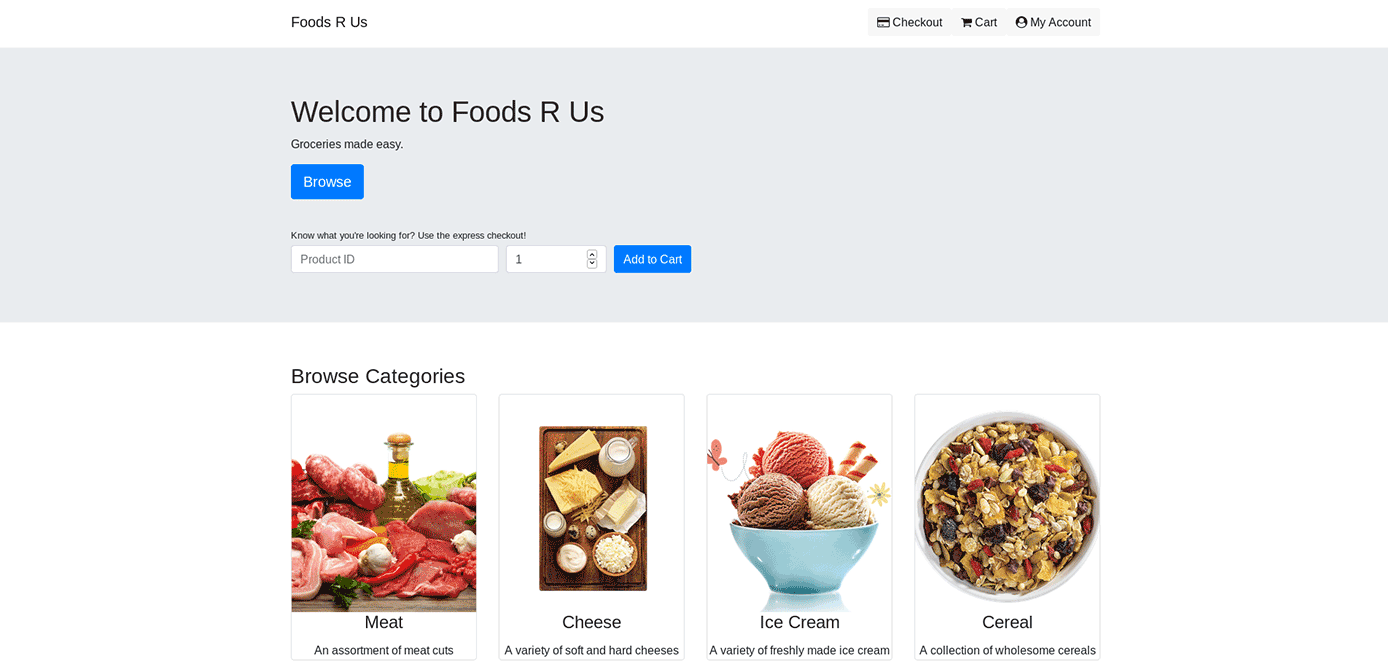 Foods R Us
Checkout Cart My Account
Welcome to Foods R Us
Groceries made easy.
Browse
Know what you're looking for? Use the express checkout!
Product ID 1 Add to Cart
Browse Categories
Meat
An assortment of meat cuts
Cheese
A variety of soft and hard cheeses
Ice Cream
A variety of freshly made ice cream
Cereal
A collection of wholesome cereals